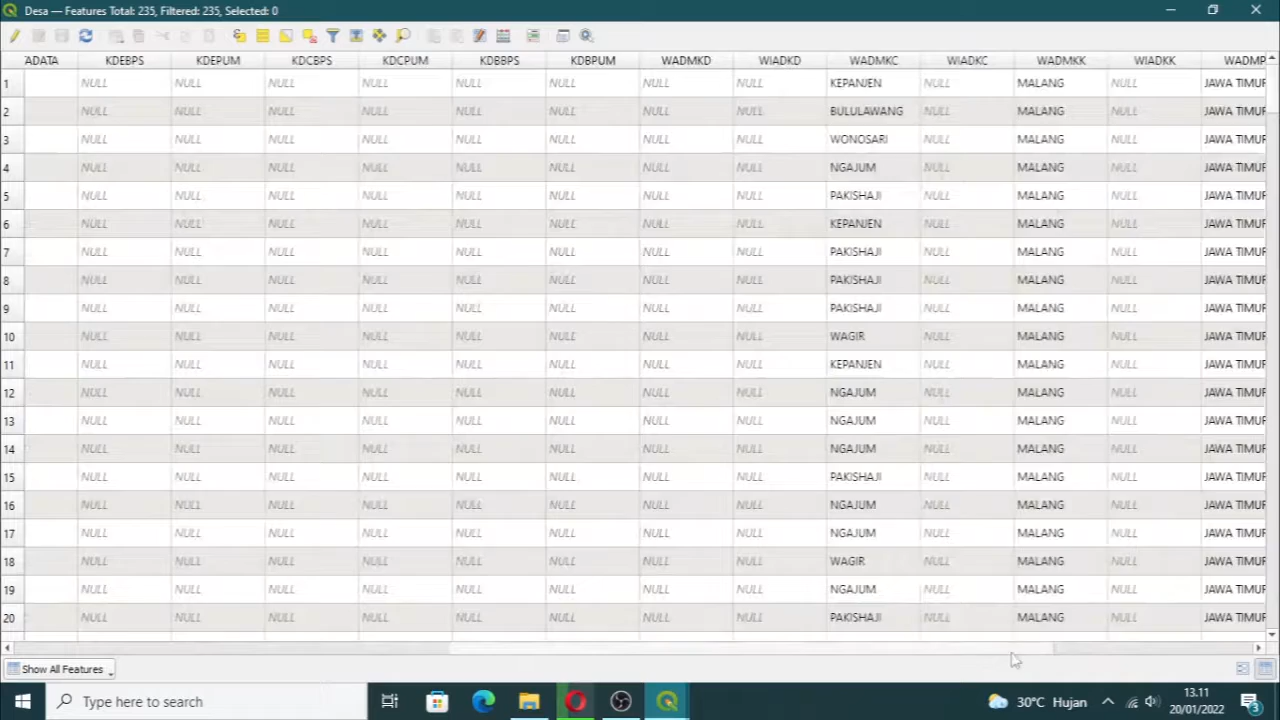 Desa — Features Total: 235, Filtered: 235, Selected: 0
ADATA KDEBPS KDEPUM KDCBPS KDCPUM KDBBPS KDBPUM WADMKD WIADKD WADMKC WIADKC WADMKK WIADKK WADMP
1 NULL NULL NULL NULL NULL NULL NULL NULL KEPANJEN NULL MALANG NULL JAWA TIMUR
2 NULL NULL NULL NULL NULL NULL NULL NULL BULULAWANG NULL MALANG NULL JAWA TIMUR
3 NULL NULL NULL NULL NULL NULL NULL NULL WONOSARI NULL MALANG NULL JAWA TIMUR
4 NULL NULL NULL NULL NULL NULL NULL NULL NGAJUM NULL MALANG NULL JAWA TIMUR
5 NULL NULL NULL NULL NULL NULL NULL NULL PAKISHAJI NULL MALANG NULL JAWA TIMUR
6 NULL NULL NULL NULL NULL NULL NULL NULL KEPANJEN NULL MALANG NULL JAWA TIMUR
7 NULL NULL NULL NULL NULL NULL NULL NULL PAKISHAJI NULL MALANG NULL JAWA TIMUR
8 NULL NULL NULL NULL NULL NULL NULL NULL PAKISHAJI NULL MALANG NULL JAWA TIMUR
9 NULL NULL NULL NULL NULL NULL NULL NULL PAKISHAJI NULL MALANG NULL JAWA TIMUR
10 NULL NULL NULL NULL NULL NULL NULL NULL WAGIR NULL MALANG NULL JAWA TIMUR
11 NULL NULL NULL NULL NULL NULL NULL NULL KEPANJEN NULL MALANG NULL JAWA TIMUR
12 NULL NULL NULL NULL NULL NULL NULL NULL NGAJUM NULL MALANG NULL JAWA TIMUR
13 NULL NULL NULL NULL NULL NULL NULL NULL NGAJUM NULL MALANG NULL JAWA TIMUR
14 NULL NULL NULL NULL NULL NULL NULL NULL NGAJUM NULL MALANG NULL JAWA TIMUR
15 NULL NULL NULL NULL NULL NULL NULL NULL PAKISHAJI NULL MALANG NULL JAWA TIMUR
16 NULL NULL NULL NULL NULL NULL NULL NULL NGAJUM NULL MALANG NULL JAWA TIMUR
17 NULL NULL NULL NULL NULL NULL NULL NULL NGAJUM NULL MALANG NULL JAWA TIMUR
18 NULL NULL NULL NULL NULL NULL NULL NULL WAGIR NULL MALANG NULL JAWA TIMUR
19 NULL NULL NULL NULL NULL NULL NULL NULL NGAJUM NULL MALANG NULL JAWA TIMUR
20 NULL NULL NULL NULL NULL NULL NULL NULL PAKISHAJI NULL MALANG NULL JAWA TIMUR
Show All Features
Type here to search
30°C Hujan
13.11
20/01/2022
3